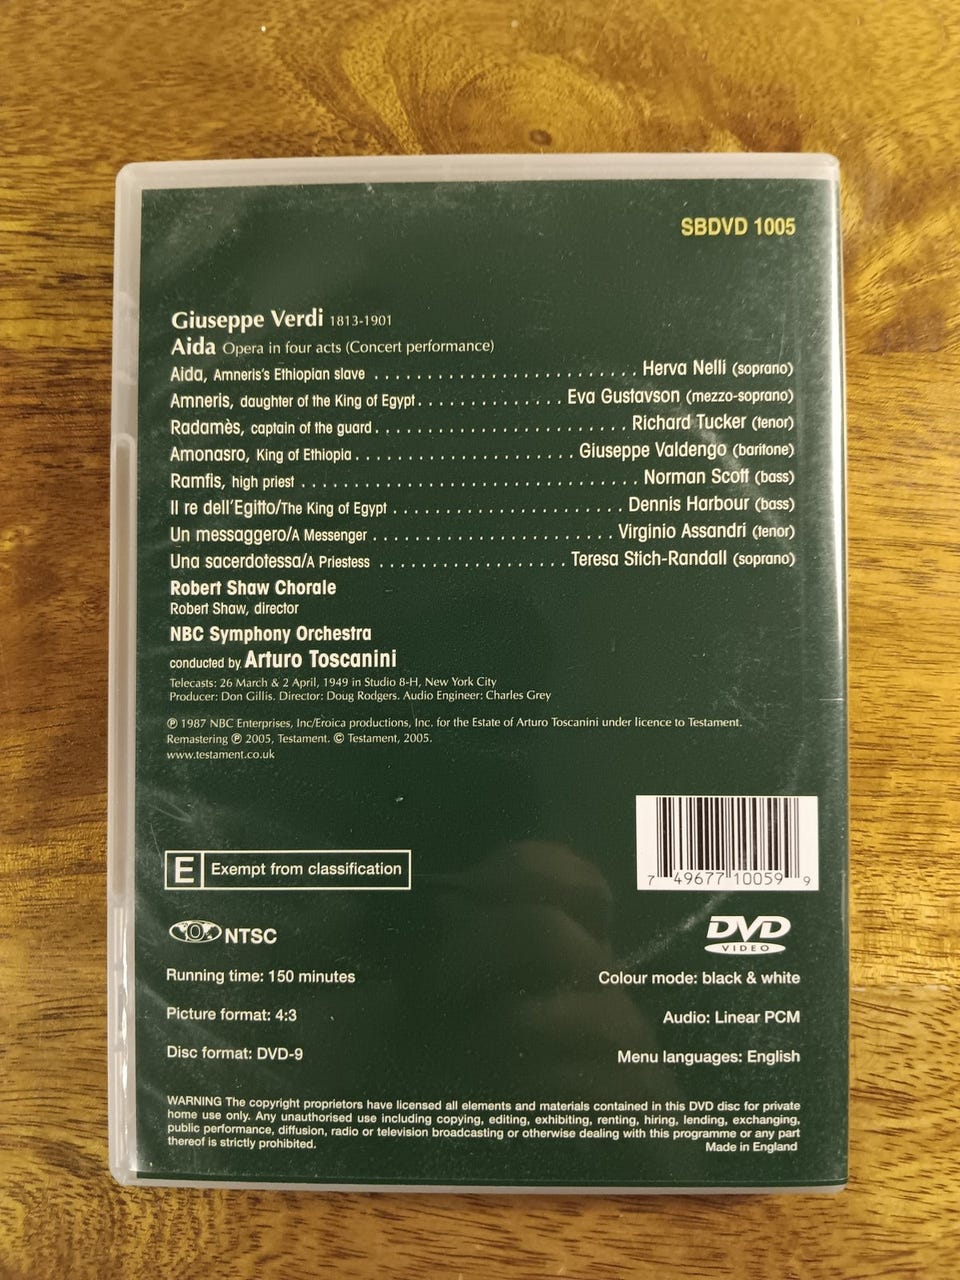 SBDVD 1005
Giuseppe Verdi 1813-1901
Aida Opera in four acts (Concert performance)
Aida, Amneris's Ethiopian slave . . . . . . . . . . . . . . . . . . . . . . . . . Herva Nelli (soprano)
Amneris, daughter of the King of Egypt. . . . . . . . . . . . . . Eva Gustavson (mezzo-soprano)
Radamès, captain of the guard. . . . . . . . . . . . . . . . . . . . . . . . Richard Tucker (tenor)
Amonasro, King of Ethiopia. . . . . . . . . . . . . . . . . . . . . Giuseppe Valdengo (baritone)
Ramfis, high priest . . . . . . . . . . . . . . . . . . . . . . . . . . . . . . . . Norman Scott (bass)
Il re dell'Egitto/The King of Egypt . . . . . . . . . . . . . . . . . . . . . . Dennis Harbour (bass)
Un messaggero/A Messenger . . . . . . . . . . . . . . . . . . . . . . . Virginio Assandri (tenor)
Una sacerdotessa/A Priestess . . . . . . . . . . . . . . . . . . Teresa Stich-Randall (soprano)
Robert Shaw Chorale
Robert Shaw, director
NBC Symphony Orchestra
conducted by Arturo Toscanini
Telecasts: 26 March & 2 April, 1949 in Studio 8-H, New York City
Producer: Don Gillis. Director: Doug Rodgers. Audio Engineer: Charles Grey
℗ 1987 NBC Enterprises, Inc/Eroica productions, Inc. for the Estate of Arturo Toscanini under licence to Testament.
Remastering ℗ 2005, Testament. © Testament, 2005.
www.testament.co.uk
E Exempt from classification
7 49677 10059 9
0 NTSC
DVD
VIDEO
Running time: 150 minutes
Colour mode: black & white
Picture format: 4:3
Audio: Linear PCM
Disc format: DVD-9
Menu languages: English
WARNING The copyright proprietors have licensed all elements and materials contained in this DVD disc for private
home use only. Any unauthorised use including copying, editing, exhibiting, renting, hiring, lending, exchanging,
public performance, diffusion, radio or television broadcasting or otherwise dealing with this programme or any part
thereof is strictly prohibited.
Made in England